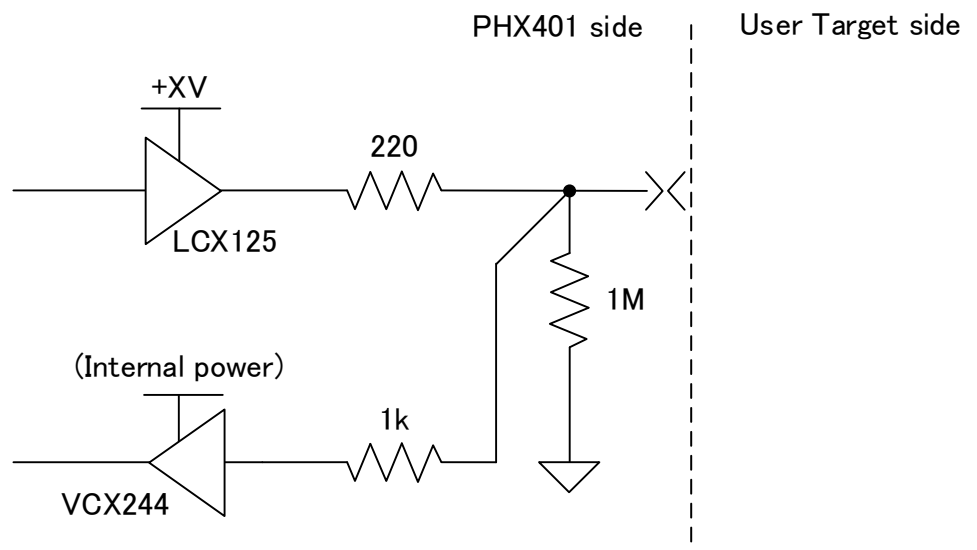 PHX401 side
User Target side
+XV
220
LCX125
1M
(Internal power)
1k
VCX244